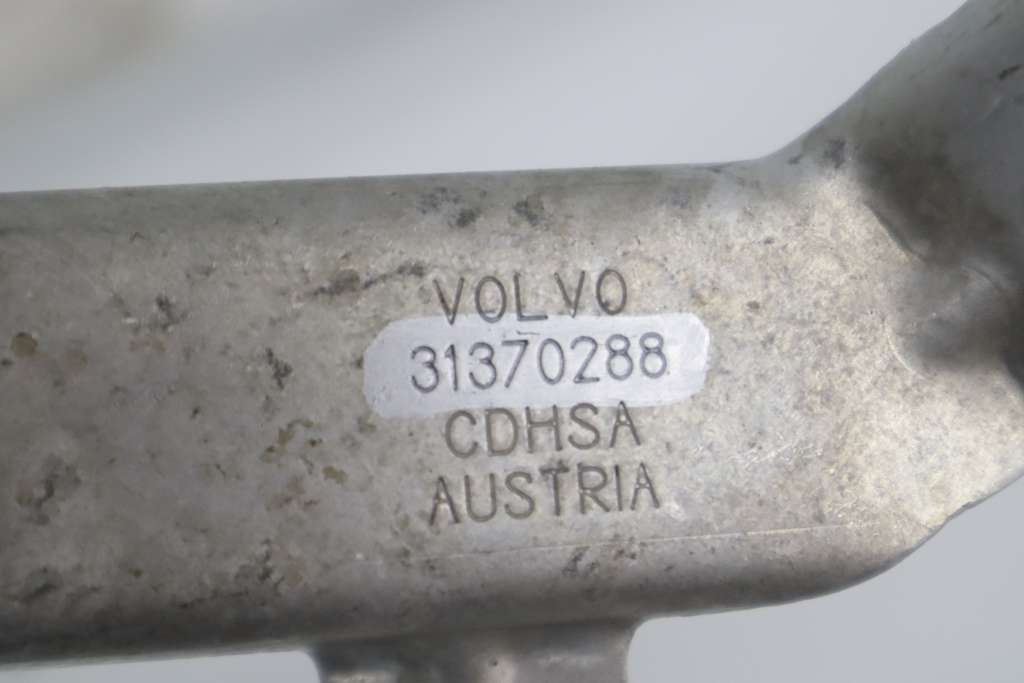 VOLVO
31370288
CDHSA
AUSTRIA